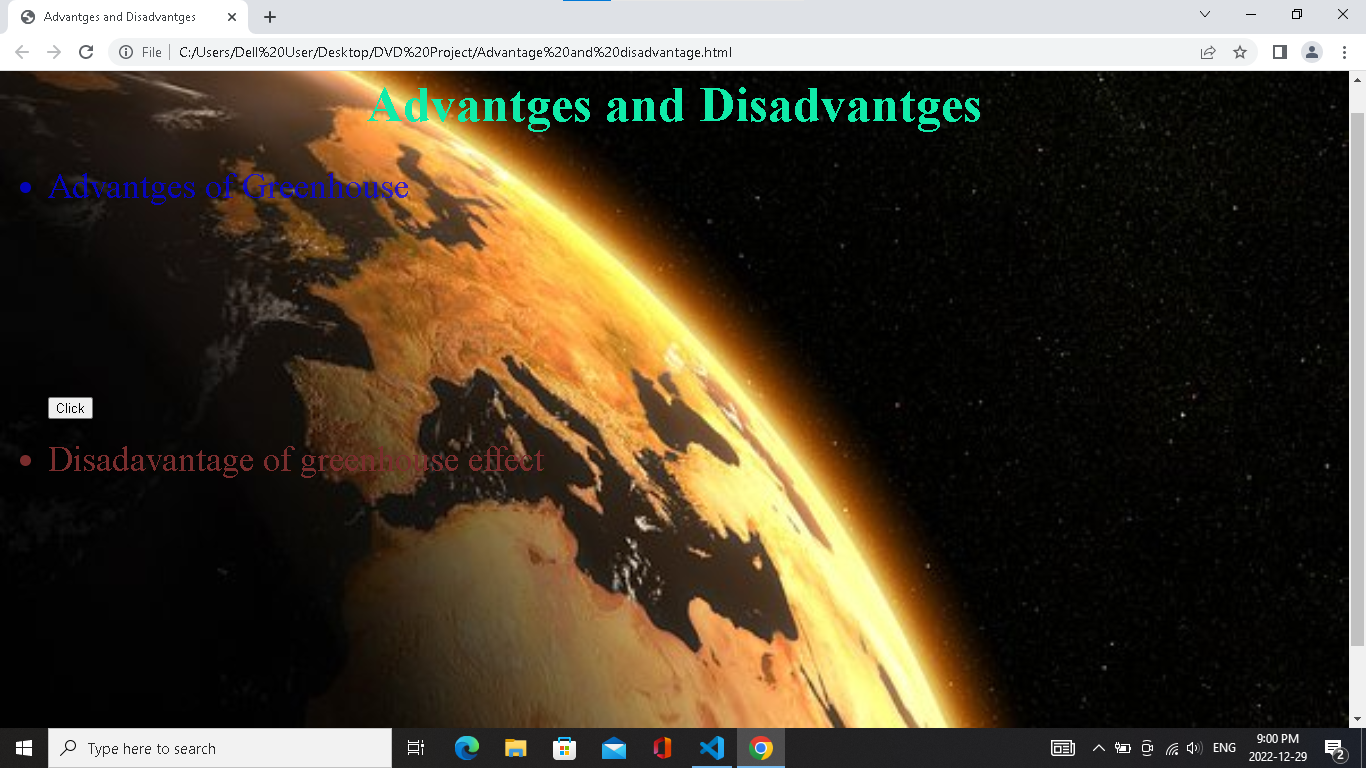 Advantges and Disadvantges
File
C:/Users/Dell%20User/Desktop/DVD%20Project/Advantage%20and%20disadvantage.html
Advantges and Disadvantges
Advantges of Greenhouse
Click
Disadavantage of greenhouse effect
Type here to search
ENG
9:00 PM
2022-12-29
2